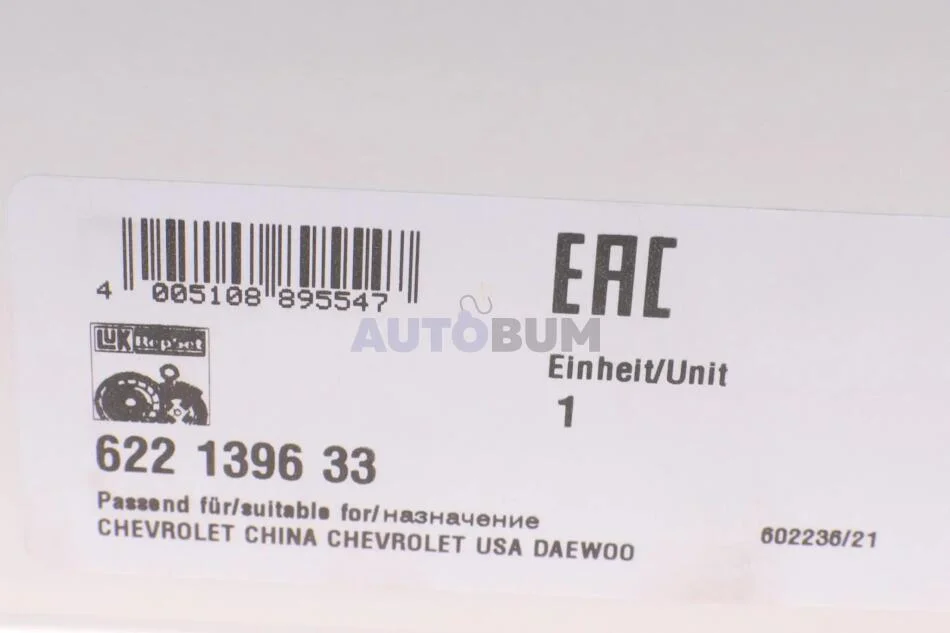 4 005108 895547
EAC
AUTOBUM
LUK RepSet
Einheit/Unit
1
622 1396 33
Passend für/suitable for/назначение
CHEVROLET CHINA CHEVROLET USA DAEWOO
602236/21